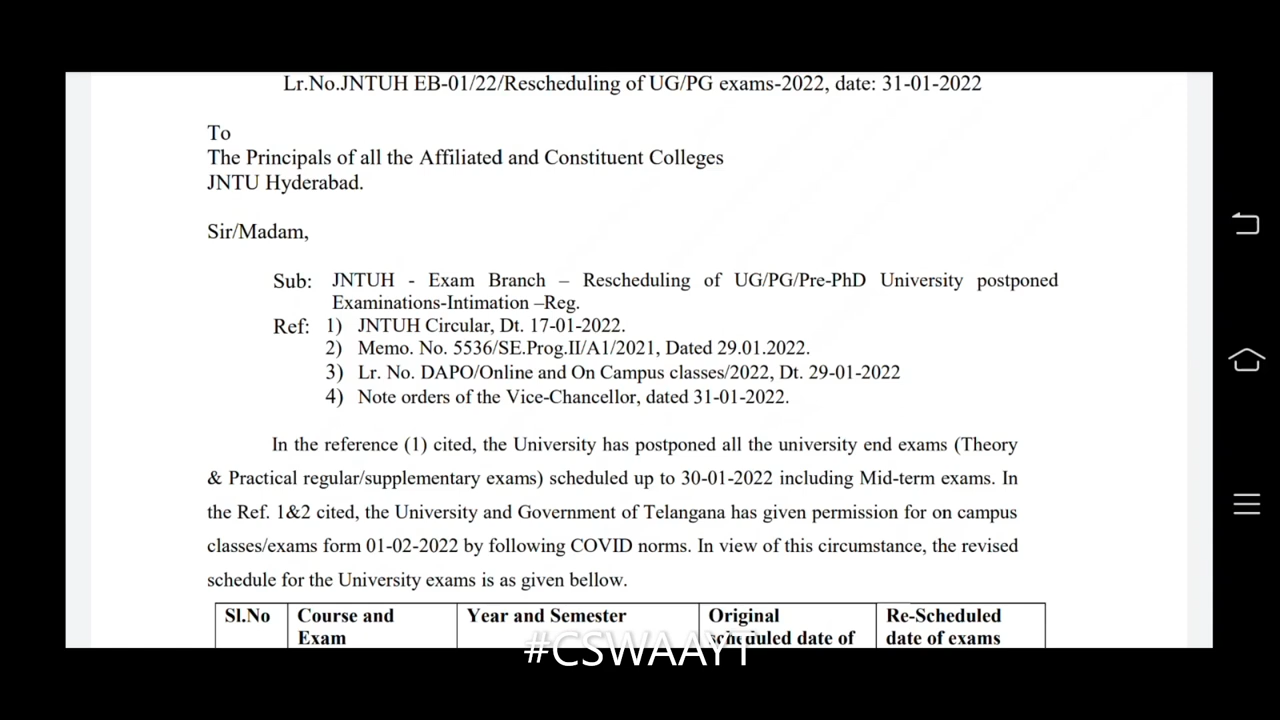 Lr.No.JNTUH EB-01/22/Rescheduling of UG/PG exams-2022, date: 31-01-2022
To
The Principals of all the Affiliated and Constituent Colleges
JNTU Hyderabad.
Sir/Madam,
Sub: JNTUH - Exam Branch – Rescheduling of UG/PG/Pre-PhD University postponed
Examinations-Intimation –Reg.
Ref: 1) JNTUH Circular, Dt. 17-01-2022.
2) Memo. No. 5536/SE.Prog.II/A1/2021, Dated 29.01.2022.
3) Lr. No. DAPO/Online and On Campus classes/2022, Dt. 29-01-2022
4) Note orders of the Vice-Chancellor, dated 31-01-2022.
In the reference (1) cited, the University has postponed all the university end exams (Theory
& Practical regular/supplementary exams) scheduled up to 30-01-2022 including Mid-term exams. In
the Ref. 1&2 cited, the University and Government of Telangana has given permission for on campus
classes/exams form 01-02-2022 by following COVID norms. In view of this circumstance, the revised
schedule for the University exams is as given bellow.
Sl.No Course and Year and Semester Original Re-Scheduled
Exam scheduled date of date of exams
#CSWAAYT